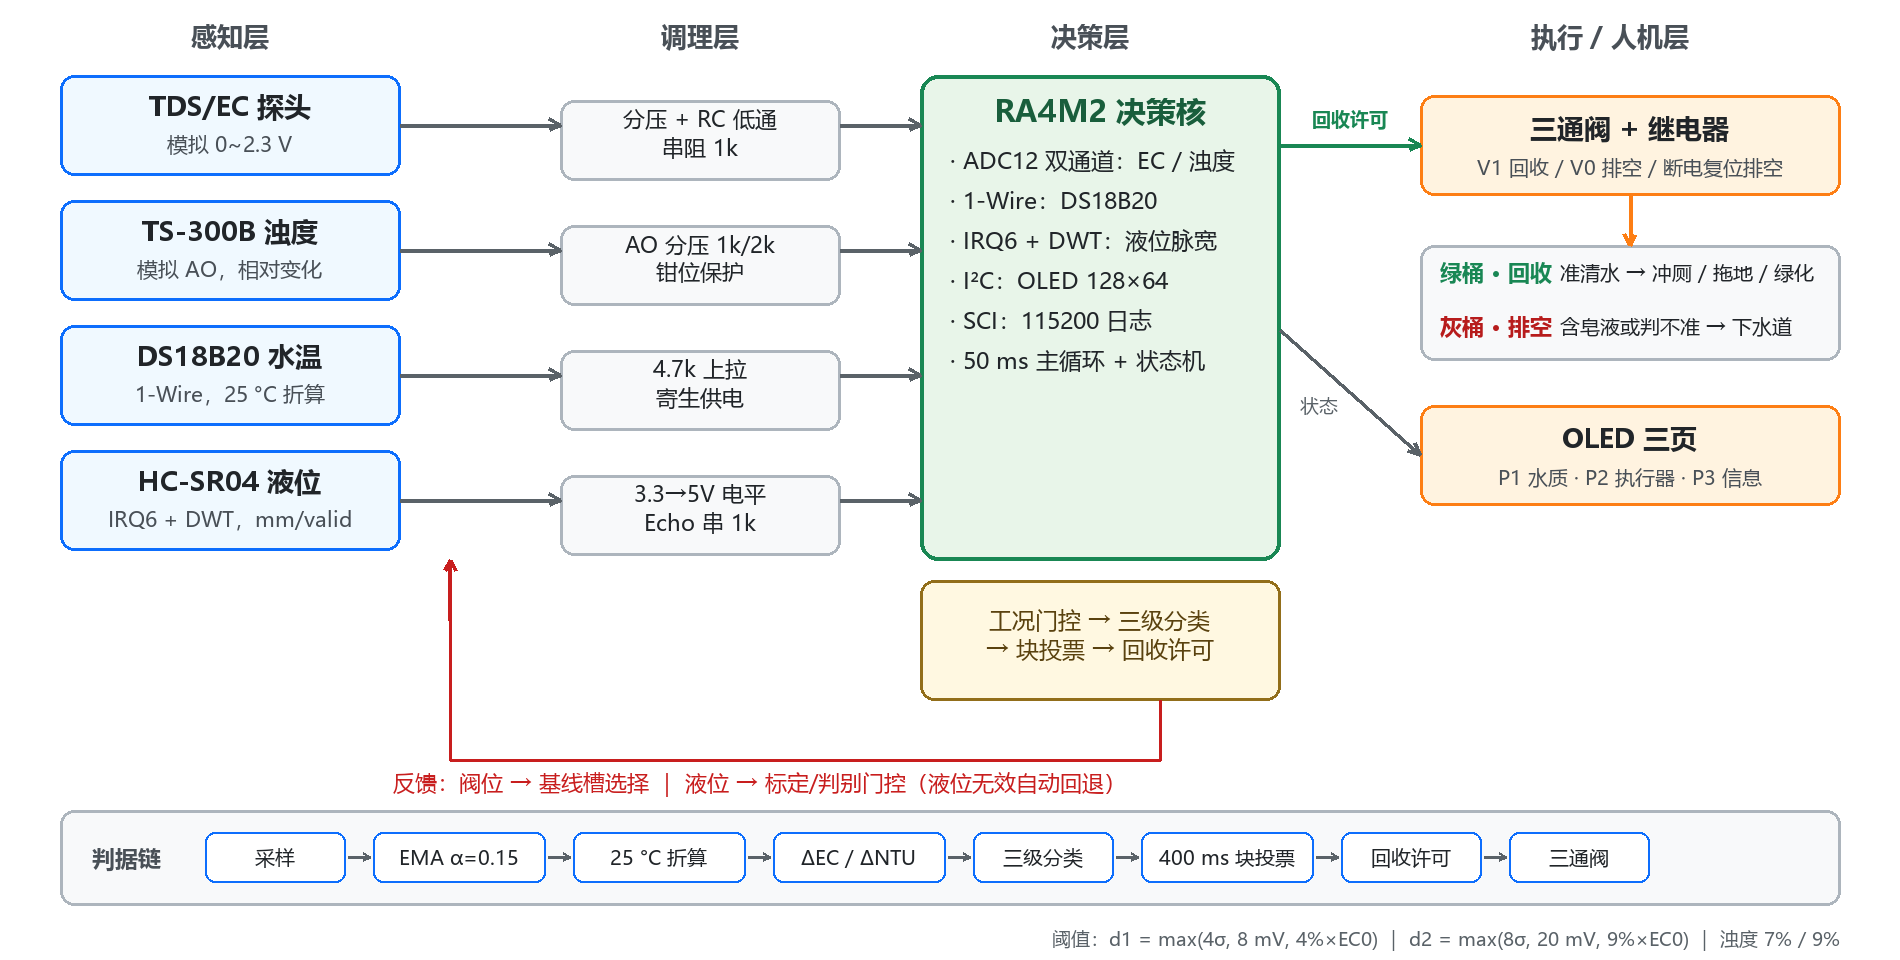 感知层
调理层
决策层
执行 / 人机层
TDS/EC 探头
模拟 0~2.3 V
TS-300B 浊度
模拟 AO，相对变化
DS18B20 水温
1-Wire，25 °C 折算
HC-SR04 液位
IRQ6 + DWT，mm/valid
分压 + RC 低通
串阻 1k
AO 分压 1k/2k
钳位保护
4.7k 上拉
寄生供电
3.3→5V 电平
Echo 串 1k
RA4M2 决策核
· ADC12 双通道：EC / 浊度
· 1-Wire：DS18B20
· IRQ6 + DWT：液位脉宽
· I²C：OLED 128×64
· SCI：115200 日志
· 50 ms 主循环 + 状态机
工况门控 → 三级分类
→ 块投票 → 回收许可
回收许可
状态
三通阀 + 继电器
V1 回收 / V0 排空 / 断电复位排空
绿桶 · 回收 准清水 → 冲厕 / 拖地 / 绿化
灰桶 · 排空 含皂液或判不准 → 下水道
OLED 三页
P1 水质 · P2 执行器 · P3 信息
反馈：阀位 → 基线槽选择 ｜ 液位 → 标定/判别门控（液位无效自动回退）
判据链
采样
EMA α=0.15
25 °C 折算
ΔEC / ΔNTU
三级分类
400 ms 块投票
回收许可
三通阀
阈值：d1 = max(4σ, 8 mV, 4%×EC0) ｜ d2 = max(8σ, 20 mV, 9%×EC0) ｜ 浊度 7% / 9%